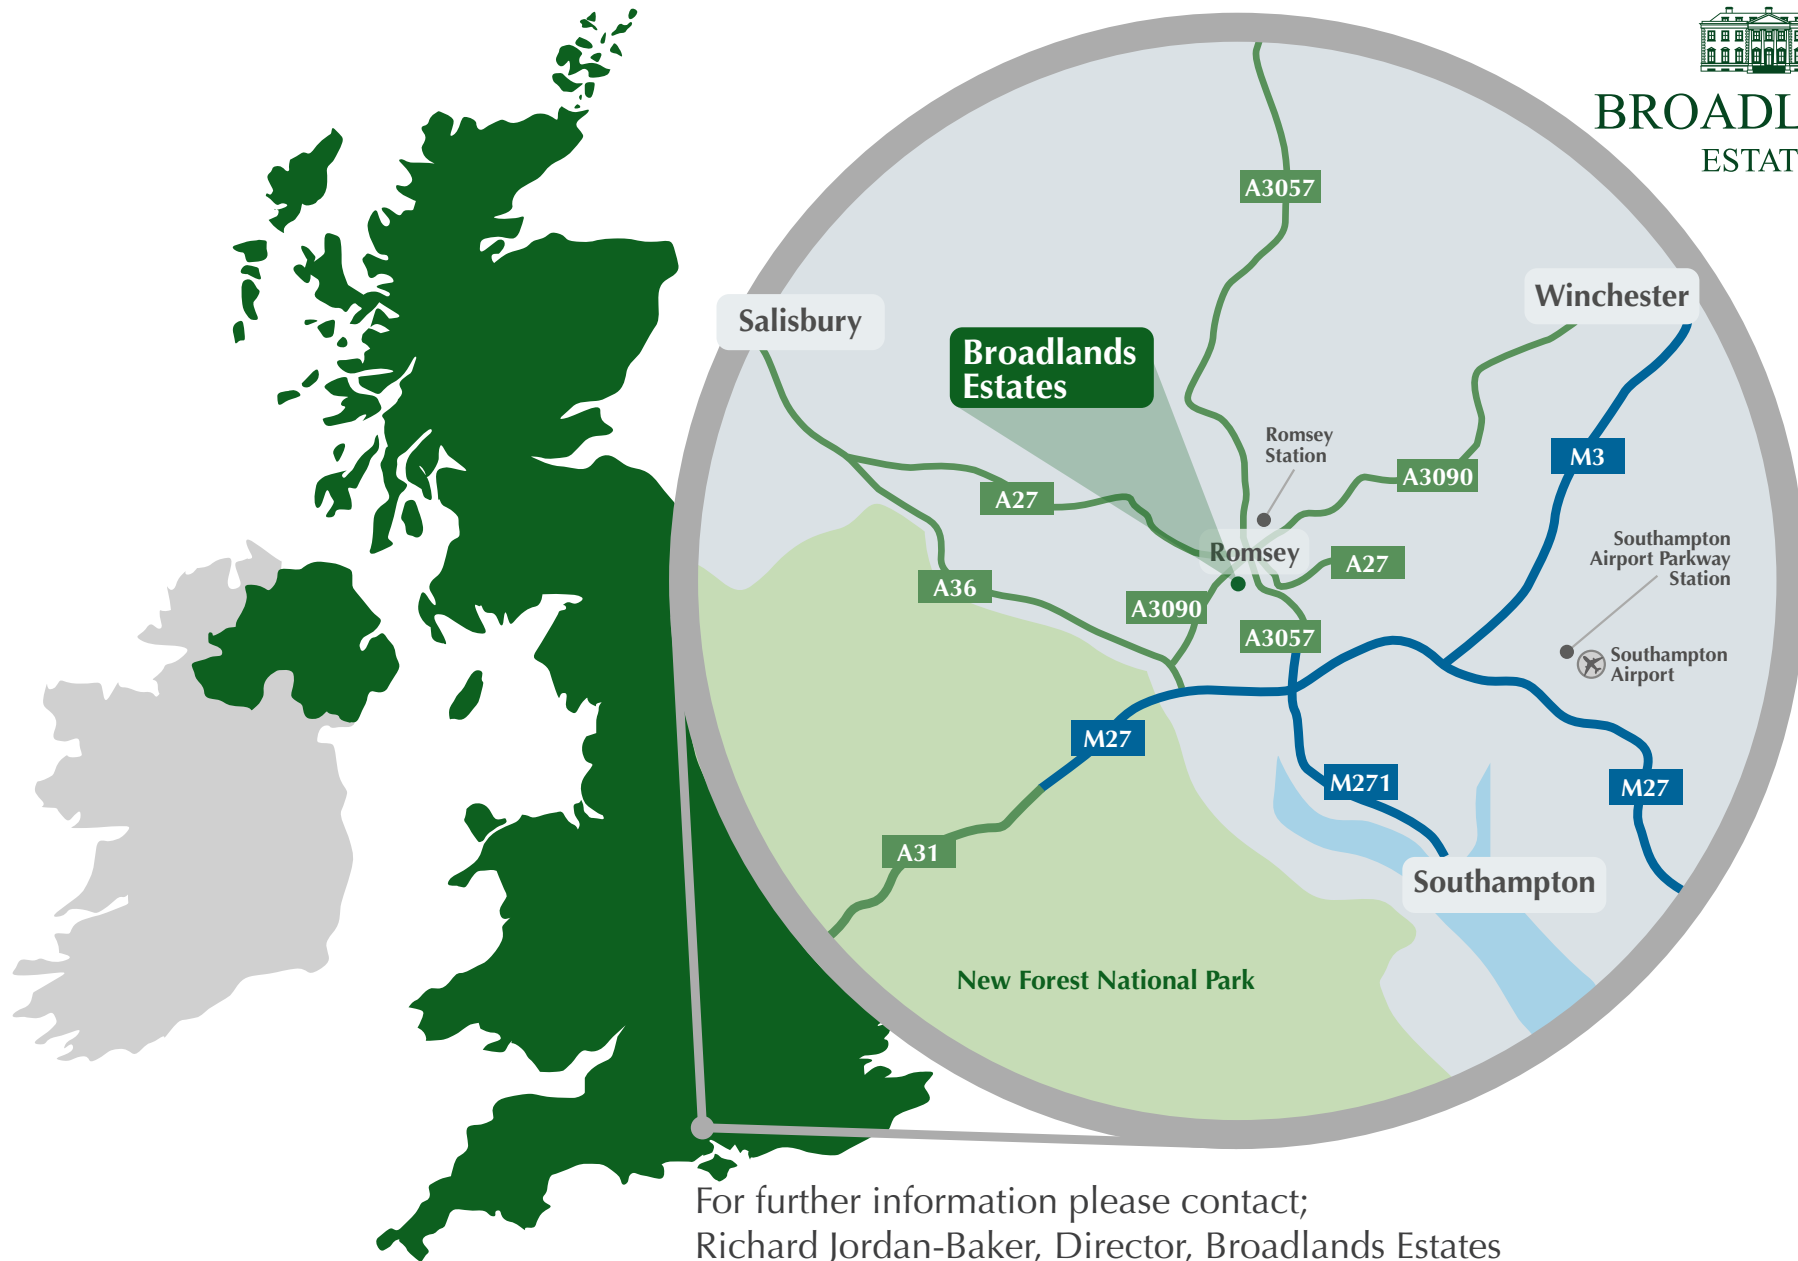 BROADL
ESTAT
A3057
Winchester
Salisbury
Broadlands
Estates
Romsey
Station
M3
A3090
A27
Southampton
Airport Parkway
Station
Romsey
A27
A36
A3090
A3057
Southampton
Airport
M27
M271
M27
A31
Southampton
New Forest National Park
For further information please contact;
Richard Jordan-Baker, Director, Broadlands Estates